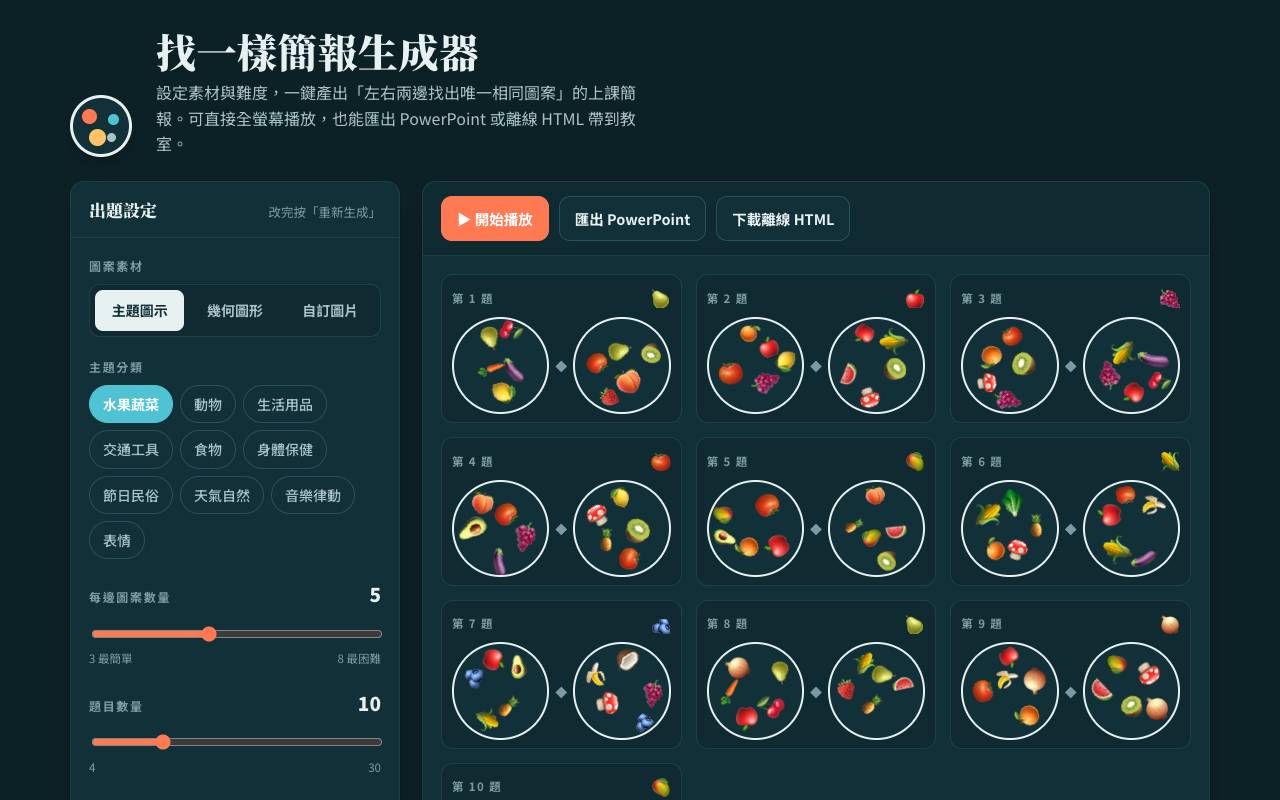 找一樣簡報生成器
設定素材與難度，一鍵產出「左右兩邊找出唯一相同圖案」的上課簡
報。可直接全螢幕播放，也能匯出 PowerPoint 或離線 HTML 帶到教
室。
出題設定
改完按「重新生成」
圖案素材
主題圖示
幾何圖形
自訂圖片
主題分類
水果蔬菜
動物
生活用品
交通工具
食物
身體保健
節日民俗
天氣自然
音樂律動
表情
每邊圖案數量
5
3 最簡單
8 最困難
題目數量
10
4
30
▶ 開始播放
匯出 PowerPoint
下載離線 HTML
第 1 題
第 2 題
第 3 題
第 4 題
第 5 題
第 6 題
第 7 題
第 8 題
第 9 題
第 10 題